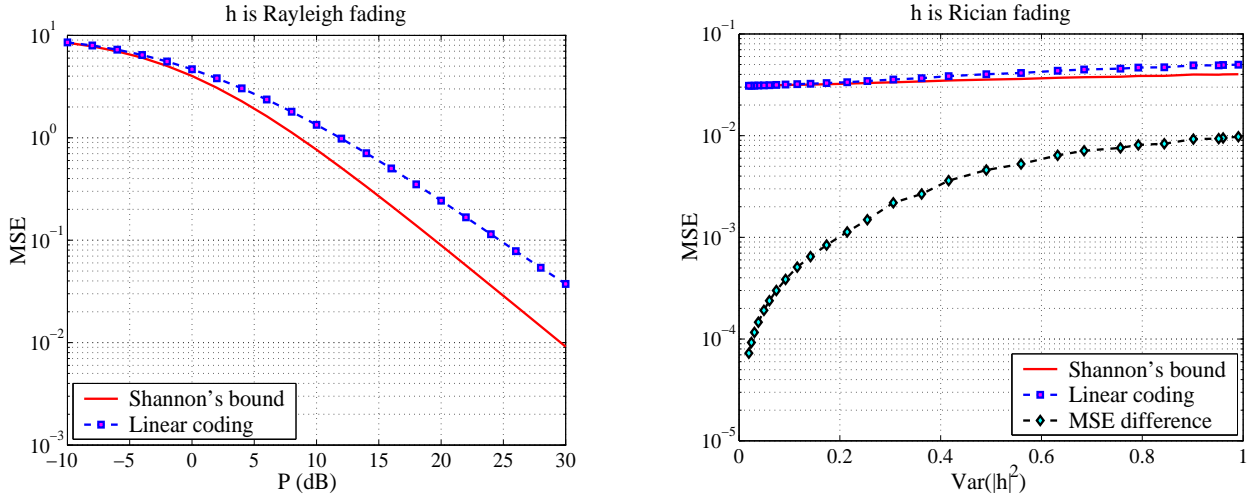 h is Rayleigh fading
10^1
10^0
10^-1
10^-2
10^-3
MSE
Shannon's bound
Linear coding
-10 -5 0 5 10 15 20 25 30
P (dB)
h is Rician fading
10^-1
10^-2
10^-3
10^-4
10^-5
MSE
Shannon's bound
Linear coding
MSE difference
0 0.2 0.4 0.6 0.8 1
Var(|h|^2)